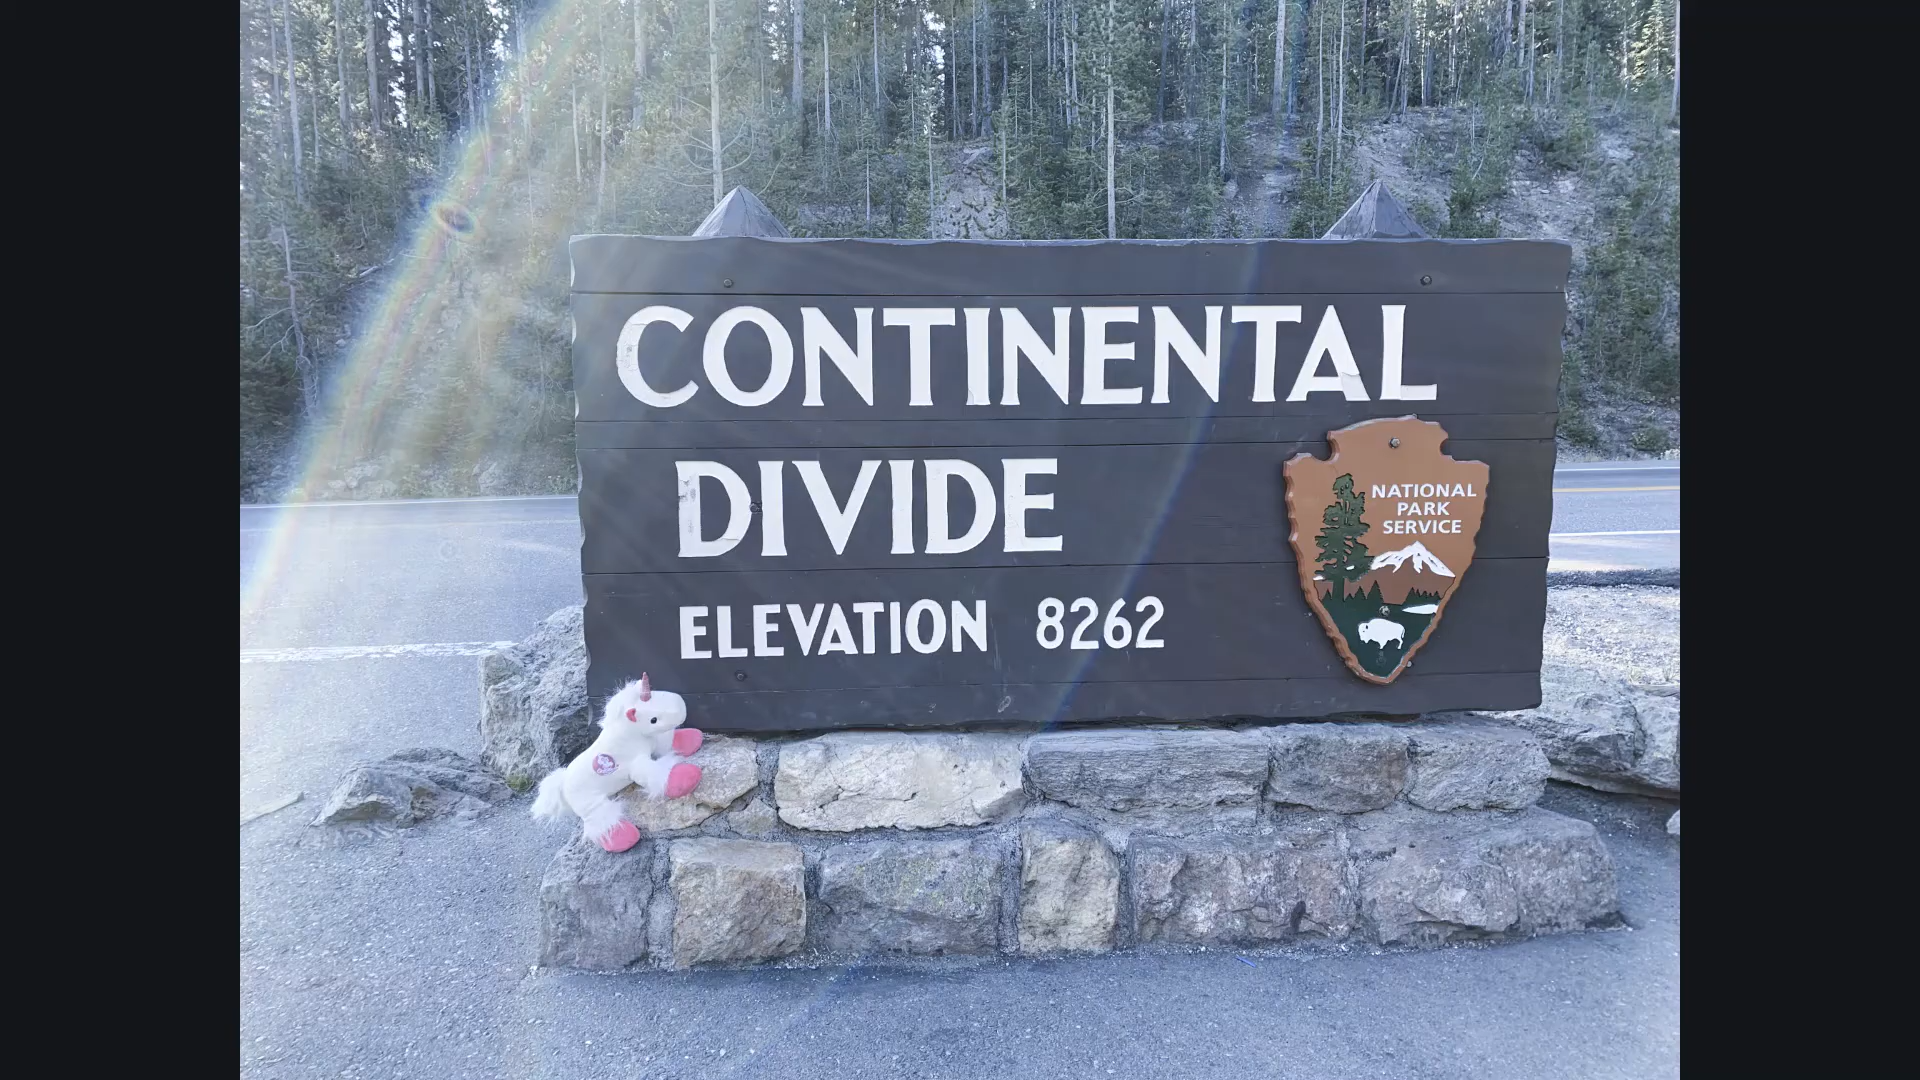 CONTINENTAL
DIVIDE
ELEVATION 8262
NATIONAL
PARK
SERVICE